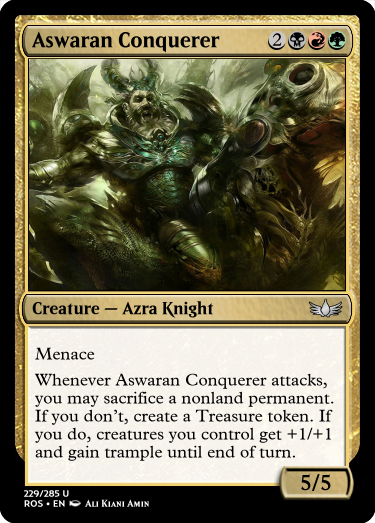 Aswaran Conquerer 2
Creature — Azra Knight
Menace
Whenever Aswaran Conquerer attacks,
you may sacrifice a nonland permanent.
If you don't, create a Treasure token. If
you do, creatures you control get +1/+1
and gain trample until end of turn.
5/5
229/285 U
ROS • EN Ali Kiani Amin